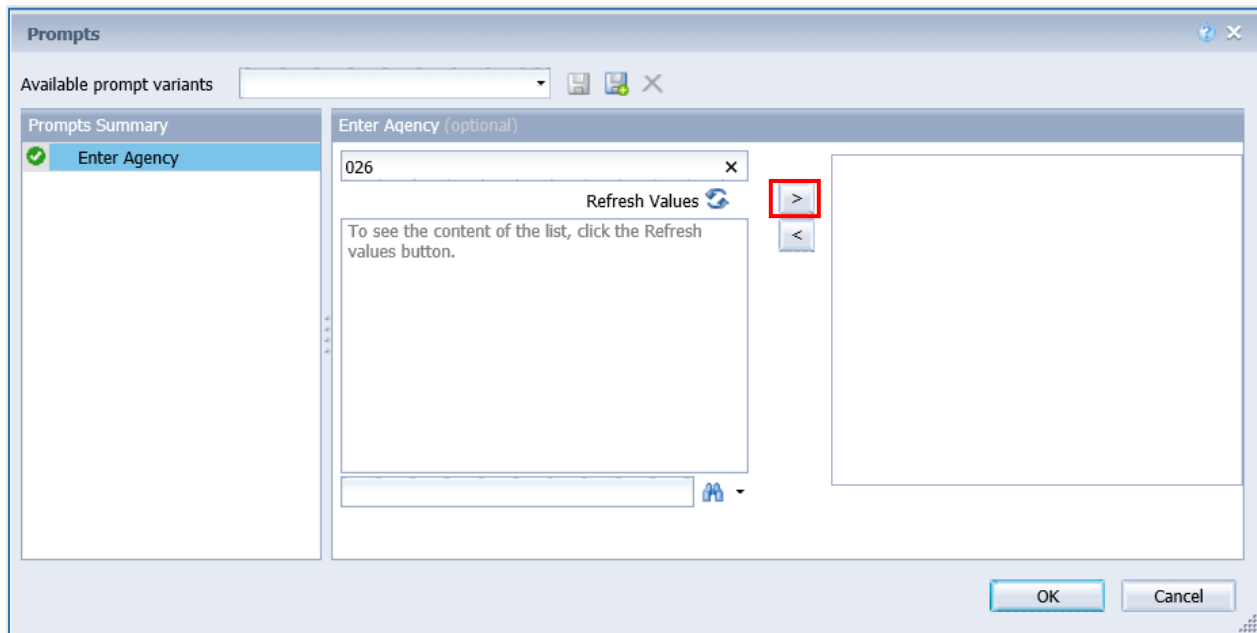 Prompts
Available prompt variants
Prompts Summary
Enter Agency
Enter Agency (optional)
026
Refresh Values
To see the content of the list, click the Refresh
values button.
>
<
OK
Cancel